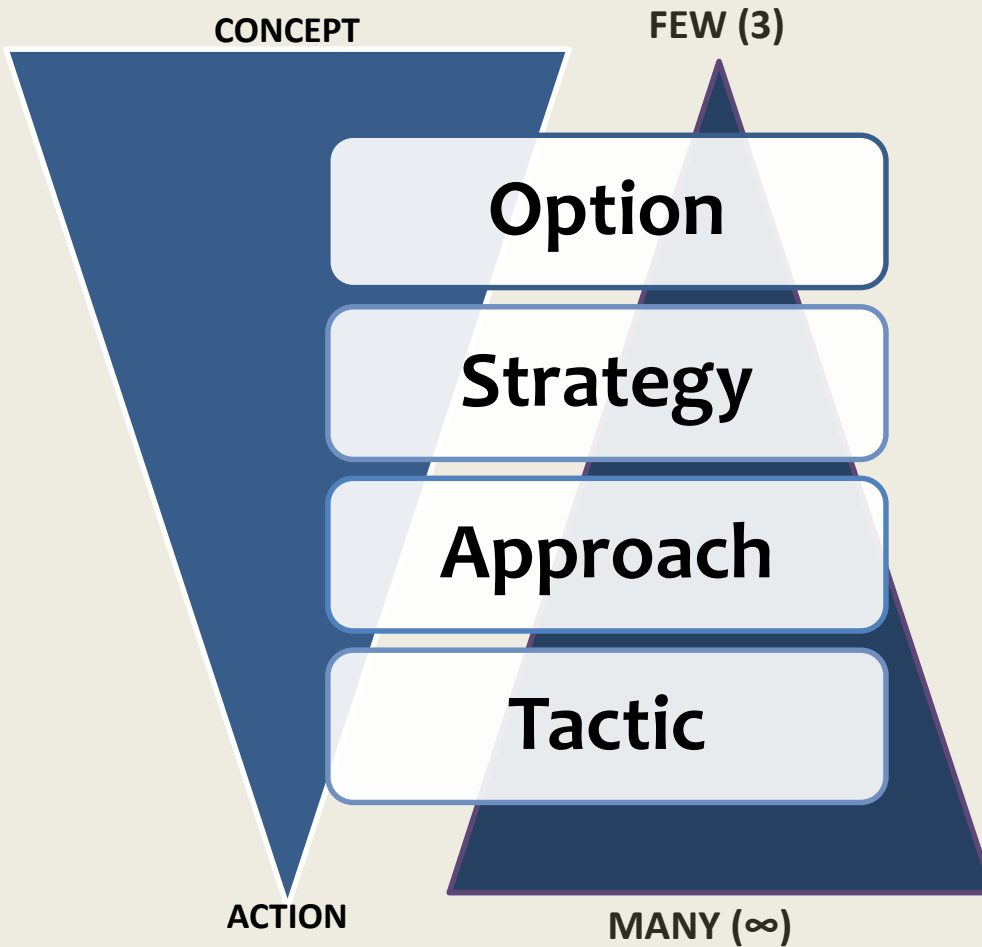 CONCEPT
FEW (3)
Option
Strategy
Approach
Tactic
ACTION
MANY (∞)